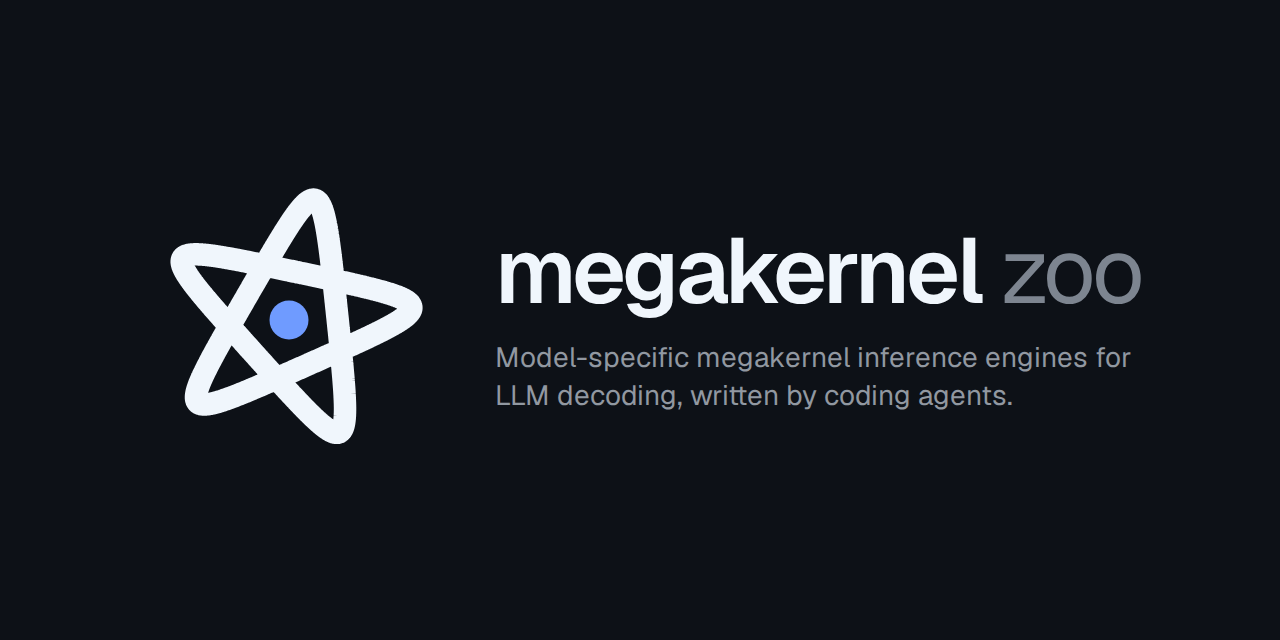 megakernel zoo
Model-specific megakernel inference engines for
LLM decoding, written by coding agents.